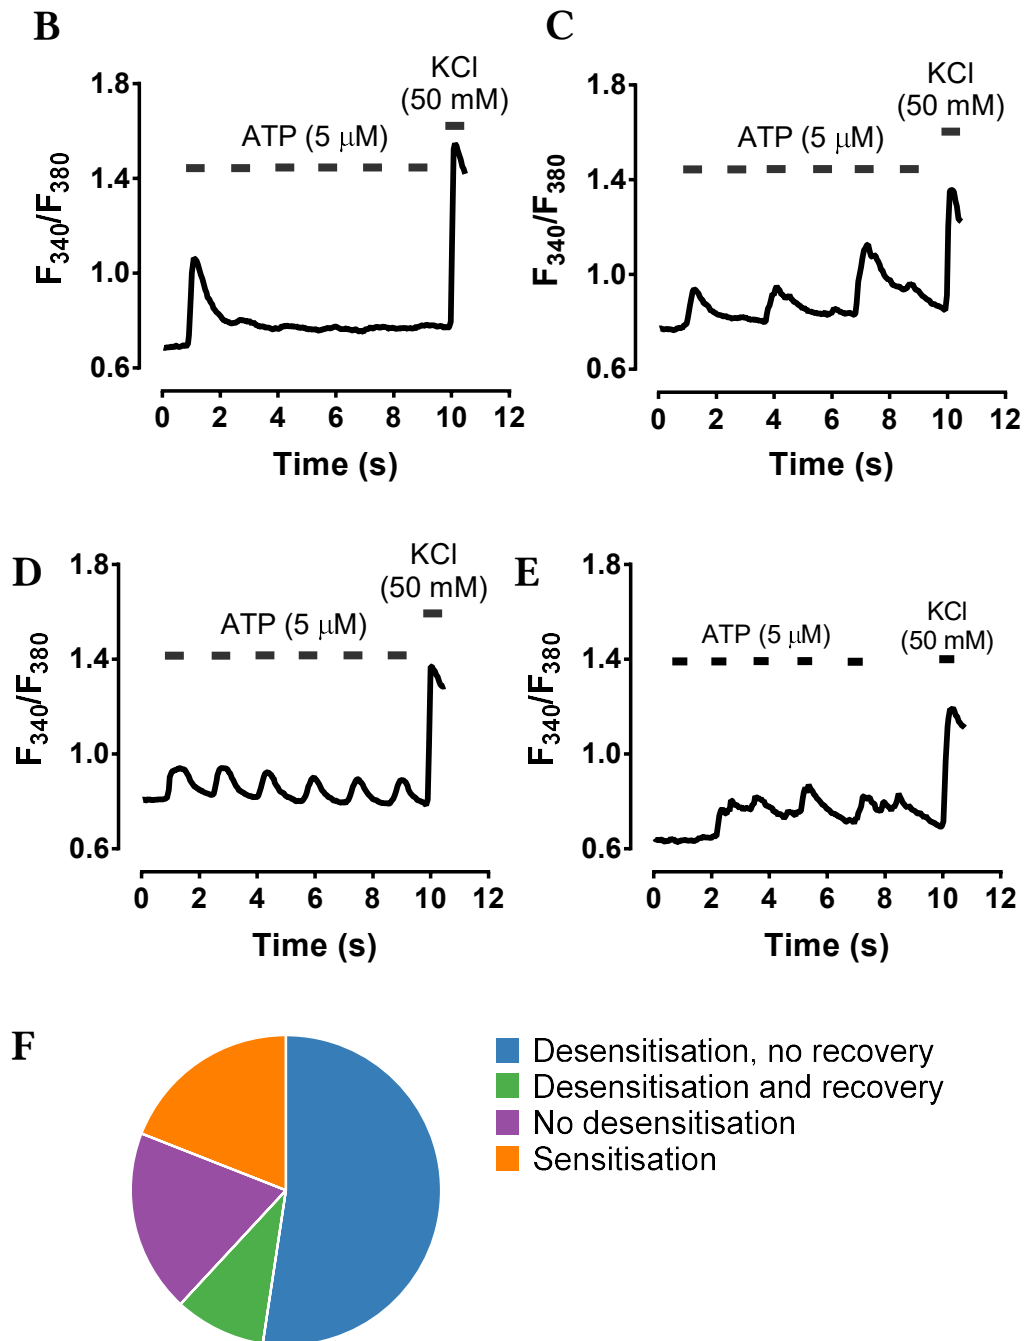 B
KCl
(50 mM)
ATP (5 μM)
1.8
1.4
1.0
0.6
F340/F380
0 2 4 6 8 10 12
Time (s)
C
KCl
(50 mM)
ATP (5 μM)
1.8
1.4
1.0
0.6
F340/F380
0 2 4 6 8 10 12
Time (s)
D
KCl
(50 mM)
ATP (5 μM)
1.8
1.4
1.0
0.6
F340/F380
0 2 4 6 8 10 12
Time (s)
E
KCl
(50 mM)
ATP (5 μM)
1.8
1.4
1.0
0.6
F340/F380
0 2 4 6 8 10 12
Time (s)
F
Desensitisation, no recovery
Desensitisation and recovery
No desensitisation
Sensitisation